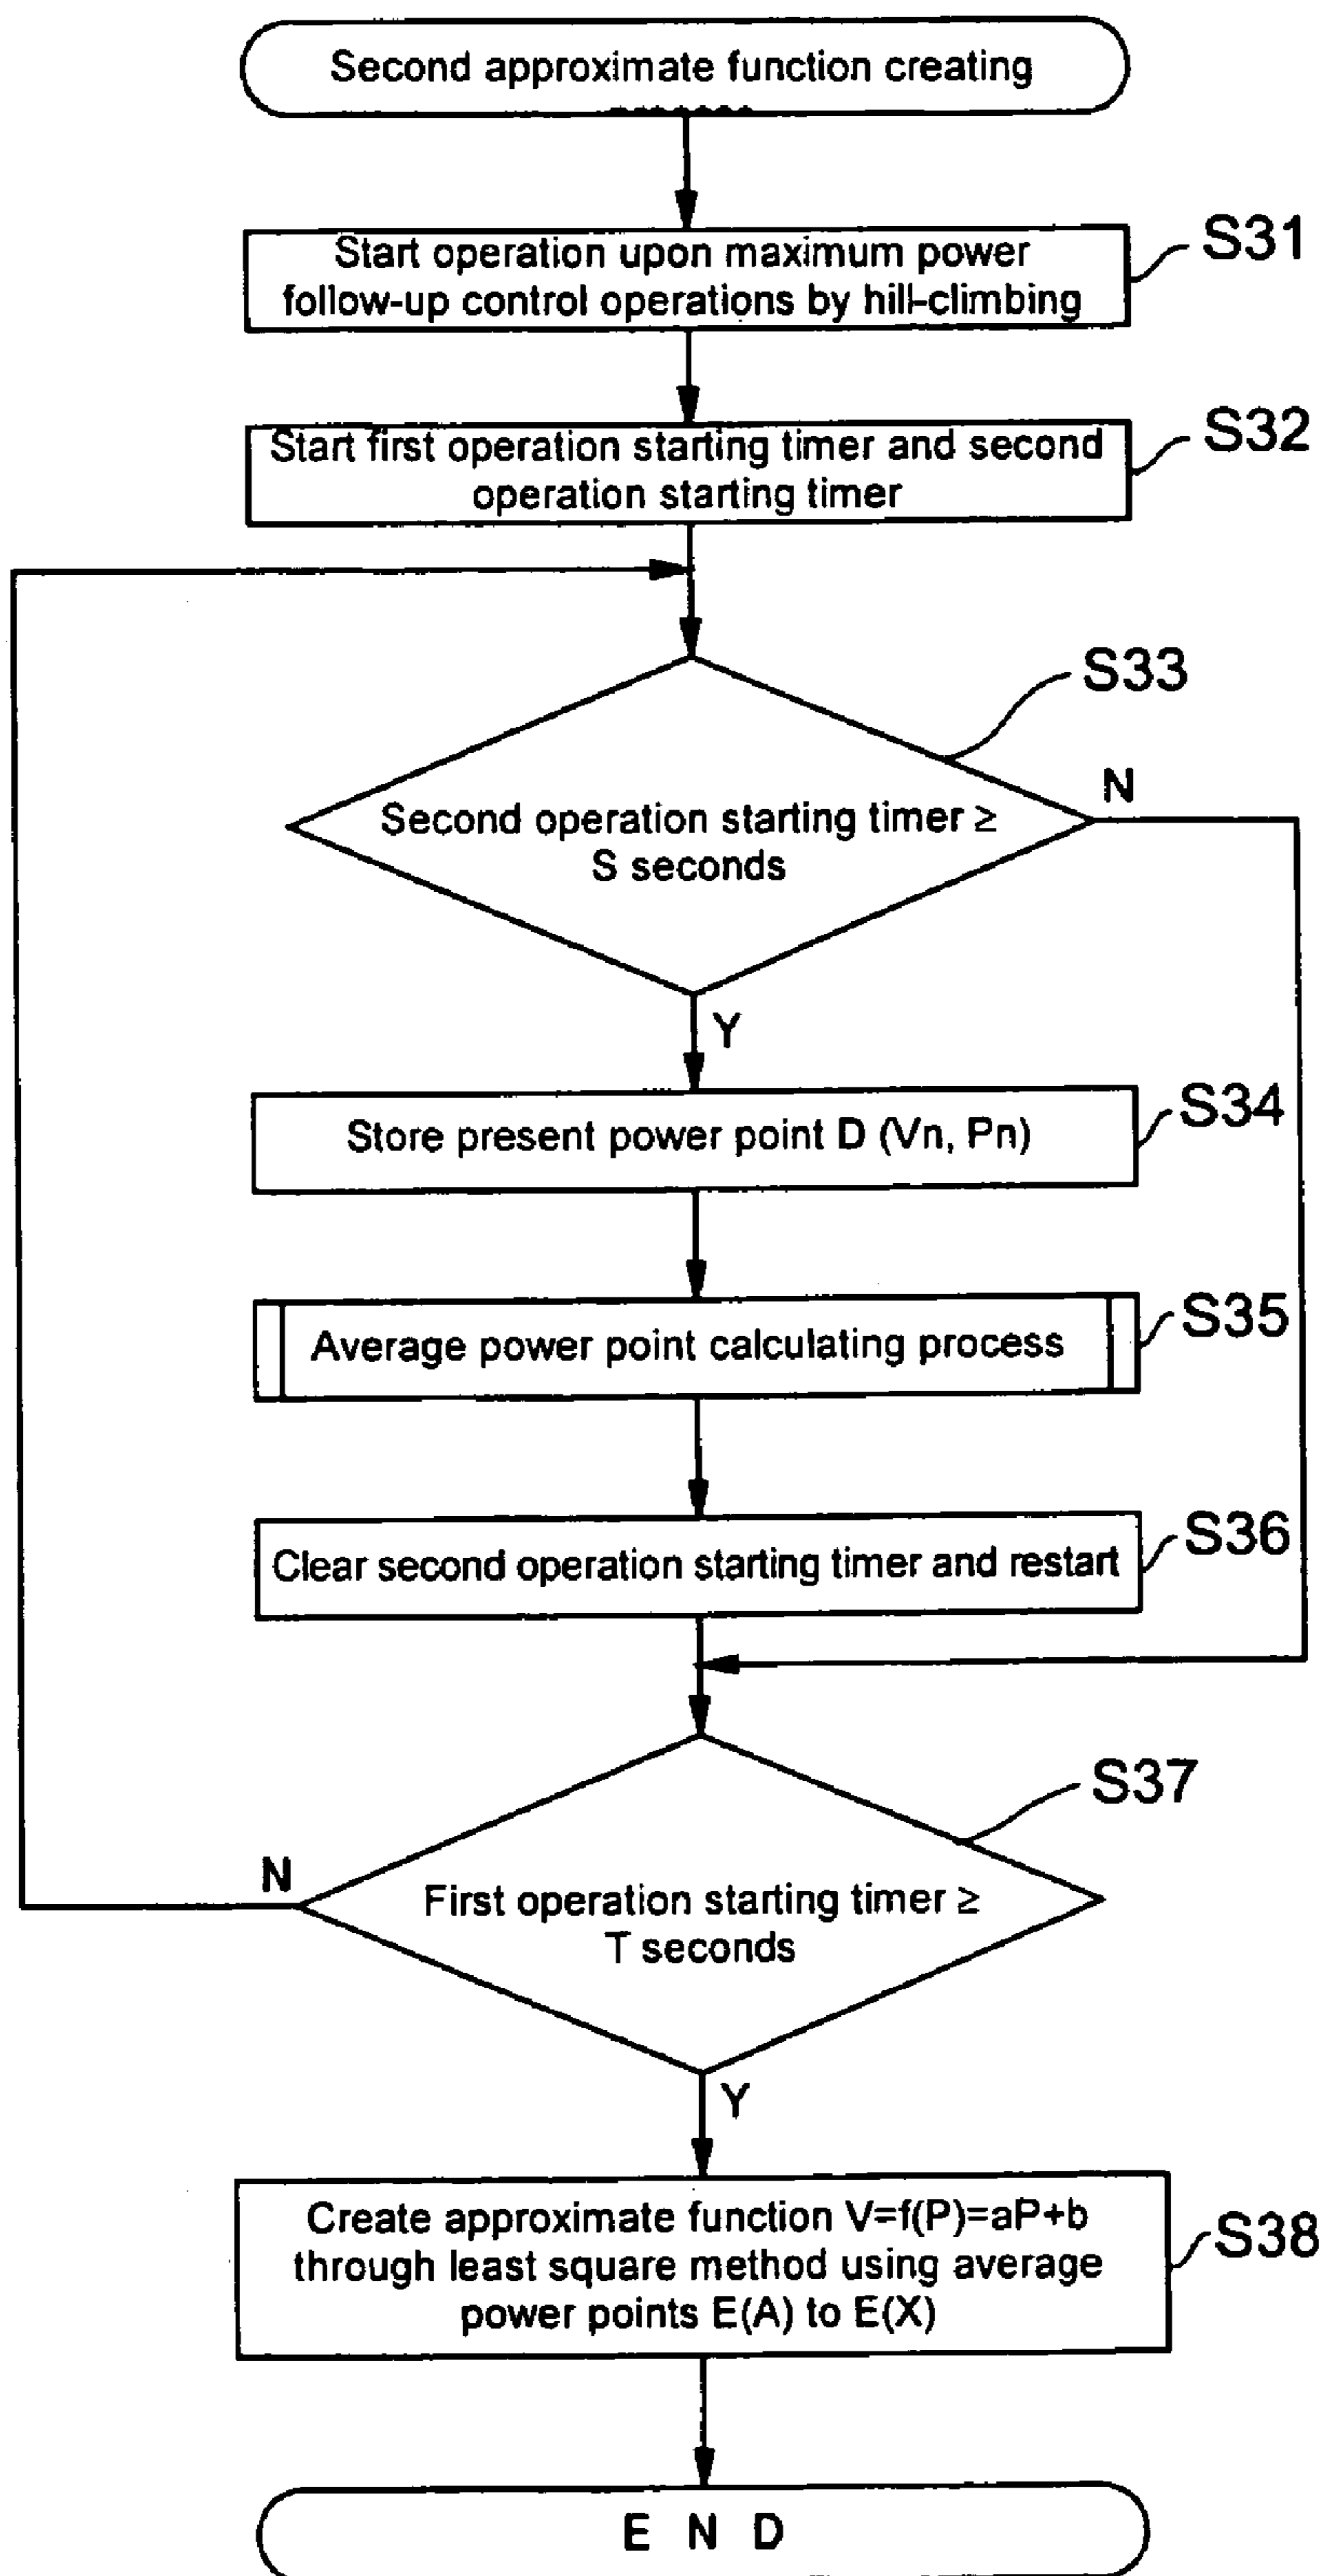 Second approximate function creating
Start operation upon maximum power
follow-up control operations by hill-climbing
S31
Start first operation starting timer and second
operation starting timer
S32
S33
Second operation starting timer ≥
S seconds
N
Y
Store present power point D (Vn, Pn)
S34
Average power point calculating process
S35
Clear second operation starting timer and restart
S36
S37
First operation starting timer ≥
T seconds
N
Y
Create approximate function V=f(P)=aP+b
through least square method using average
power points E(A) to E(X)
S38
E N D